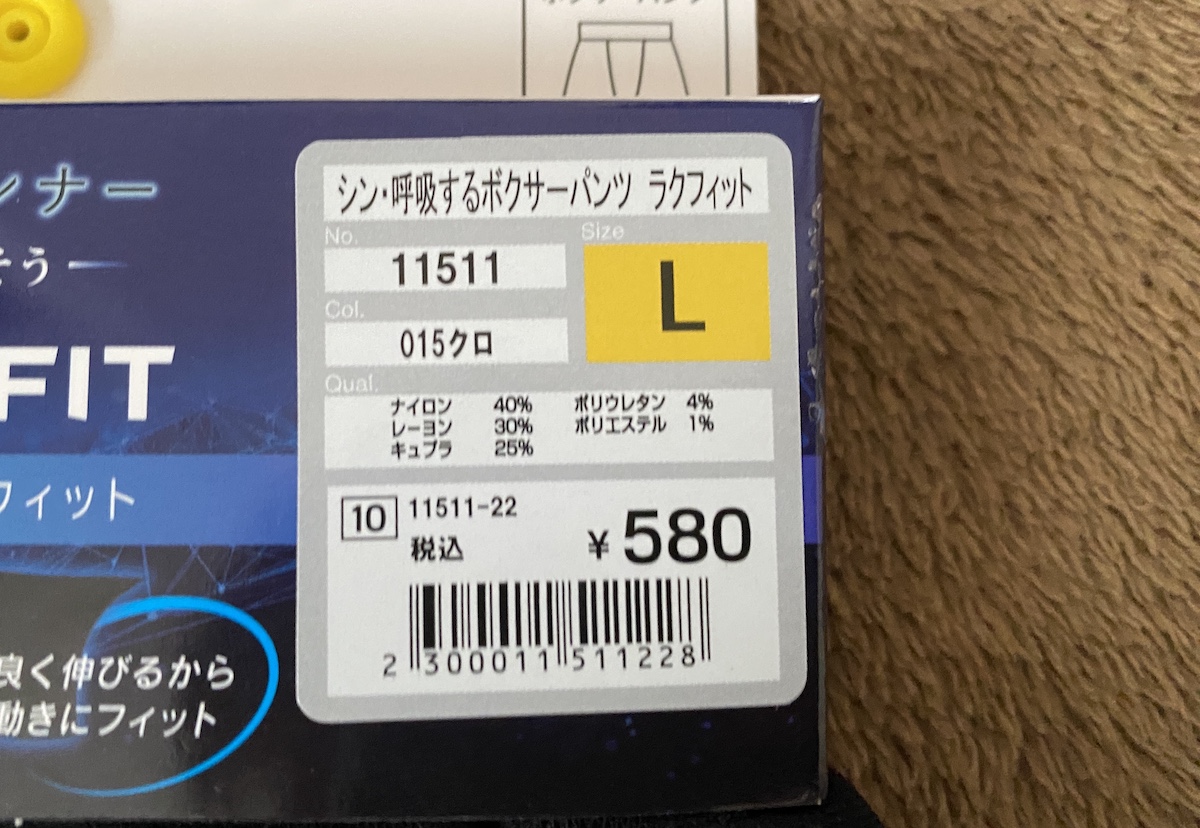 ンナー
そう ー
FIT
フィット
良く伸びるから
動きにフィット
シン・呼吸するボクサーパンツ ラクフィット
No.
11511
Size
L
Col.
015クロ
Qual.
ナイロン 40% ポリウレタン 4%
レーヨン 30% ポリエステル 1%
キュプラ 25%
10 11511-22
税込 ¥580
2 300011 511228